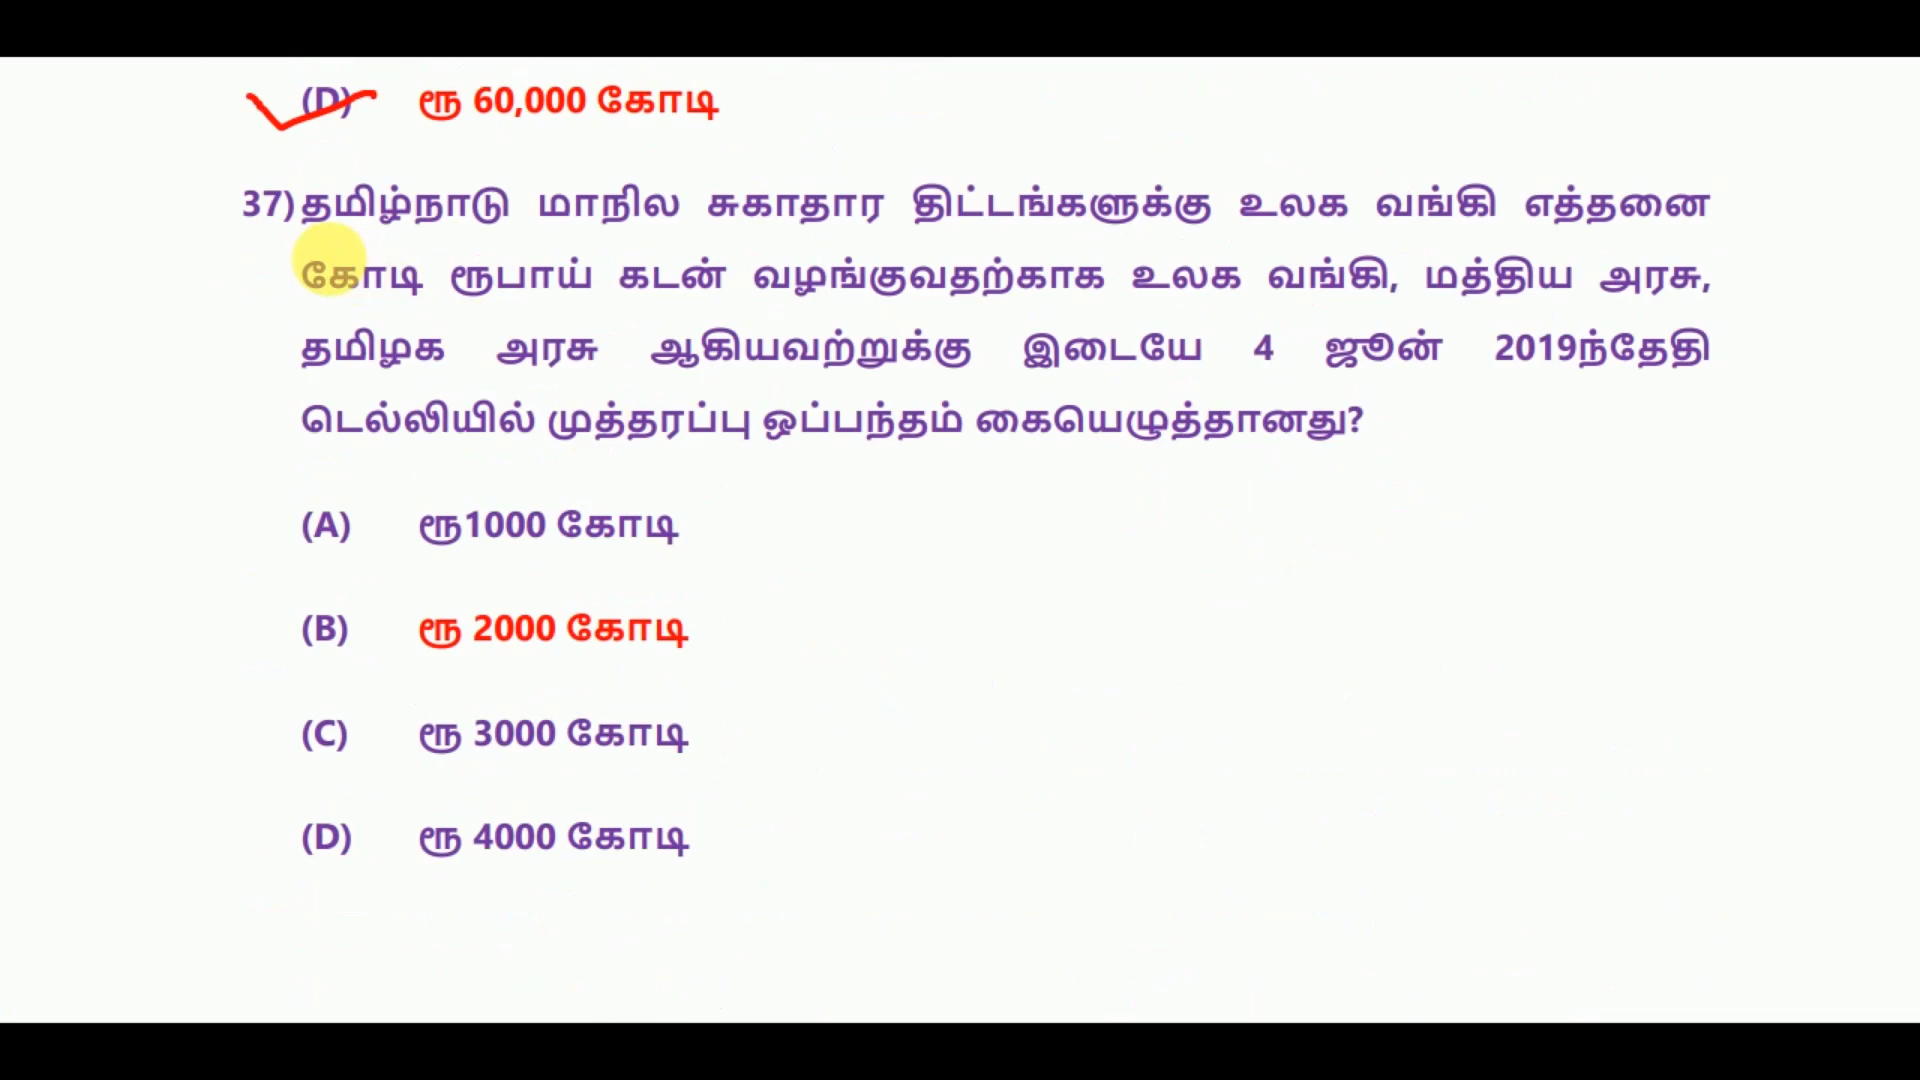 (D) ரூ 60,000 கோடி
37) தமிழ்நாடு மாநில சுகாதார திட்டங்களுக்கு உலக வங்கி எத்தனை
கோடி ரூபாய் கடன் வழங்குவதற்காக உலக வங்கி, மத்திய அரசு,
தமிழக அரசு ஆகியவற்றுக்கு இடையே 4 ஜூன் 2019ந்தேதி
டெல்லியில் முத்தரப்பு ஒப்பந்தம் கையெழுத்தானது?
(A) ரூ1000 கோடி
(B) ரூ 2000 கோடி
(C) ரூ 3000 கோடி
(D) ரூ 4000 கோடி